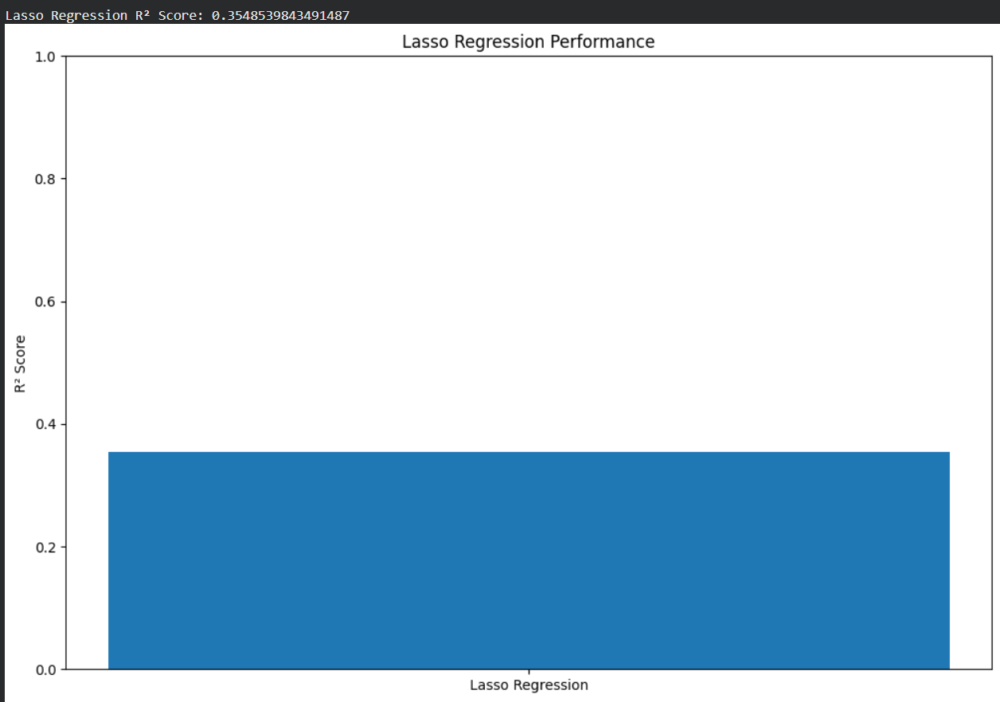 Lasso Regression R² Score: 0.3548539843491487
Lasso Regression Performance
1.0
0.8
0.6
0.4
0.2
0.0
R² Score
Lasso Regression